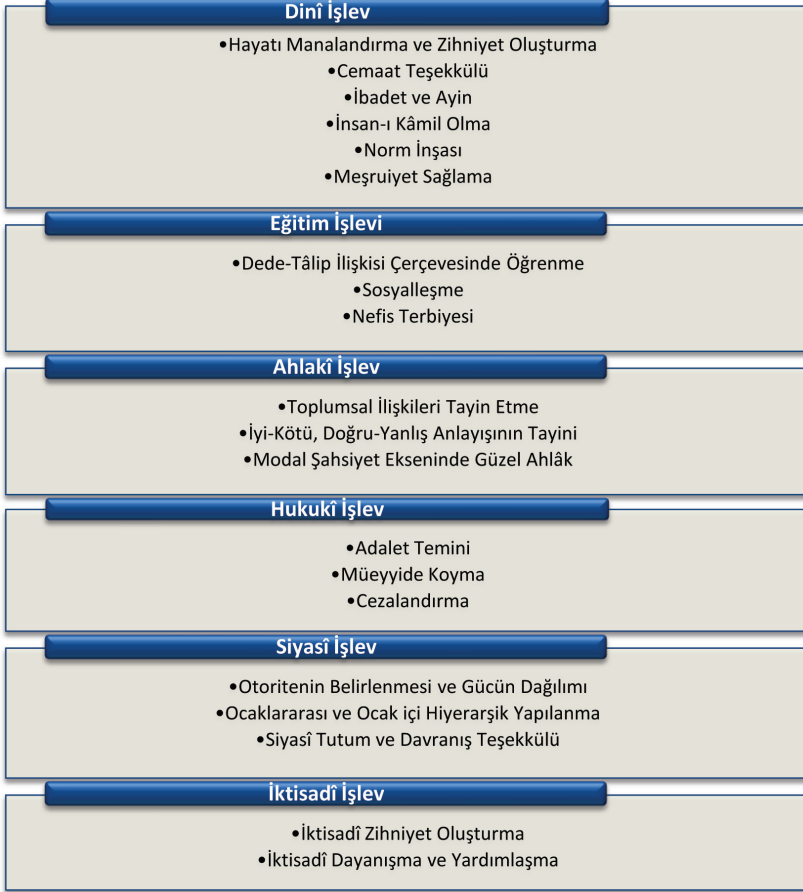 Dinî İşlev
•Hayatı Manalandırma ve Zihniyet Oluşturma
•Cemaat Teşekkülü
•İbadet ve Ayin
•İnsan-ı Kâmil Olma
•Norm İnşası
•Meşruiyet Sağlama
Eğitim İşlevi
•Dede-Tâlip İlişkisi Çerçevesinde Öğrenme
•Sosyalleşme
•Nefis Terbiyesi
Ahlakî İşlev
•Toplumsal İlişkileri Tayin Etme
•İyi-Kötü, Doğru-Yanlış Anlayışının Tayini
•Modal Şahsiyet Ekseninde Güzel Ahlâk
Hukukî İşlev
•Adalet Temini
•Müeyyide Koyma
•Cezalandırma
Siyasî İşlev
•Otoritenin Belirlenmesi ve Gücün Dağılımı
•Ocaklararası ve Ocak içi Hiyerarşik Yapılanma
•Siyasî Tutum ve Davranış Teşekkülü
İktisadî İşlev
•İktisadî Zihniyet Oluşturma
•İktisadî Dayanışma ve Yardımlaşma